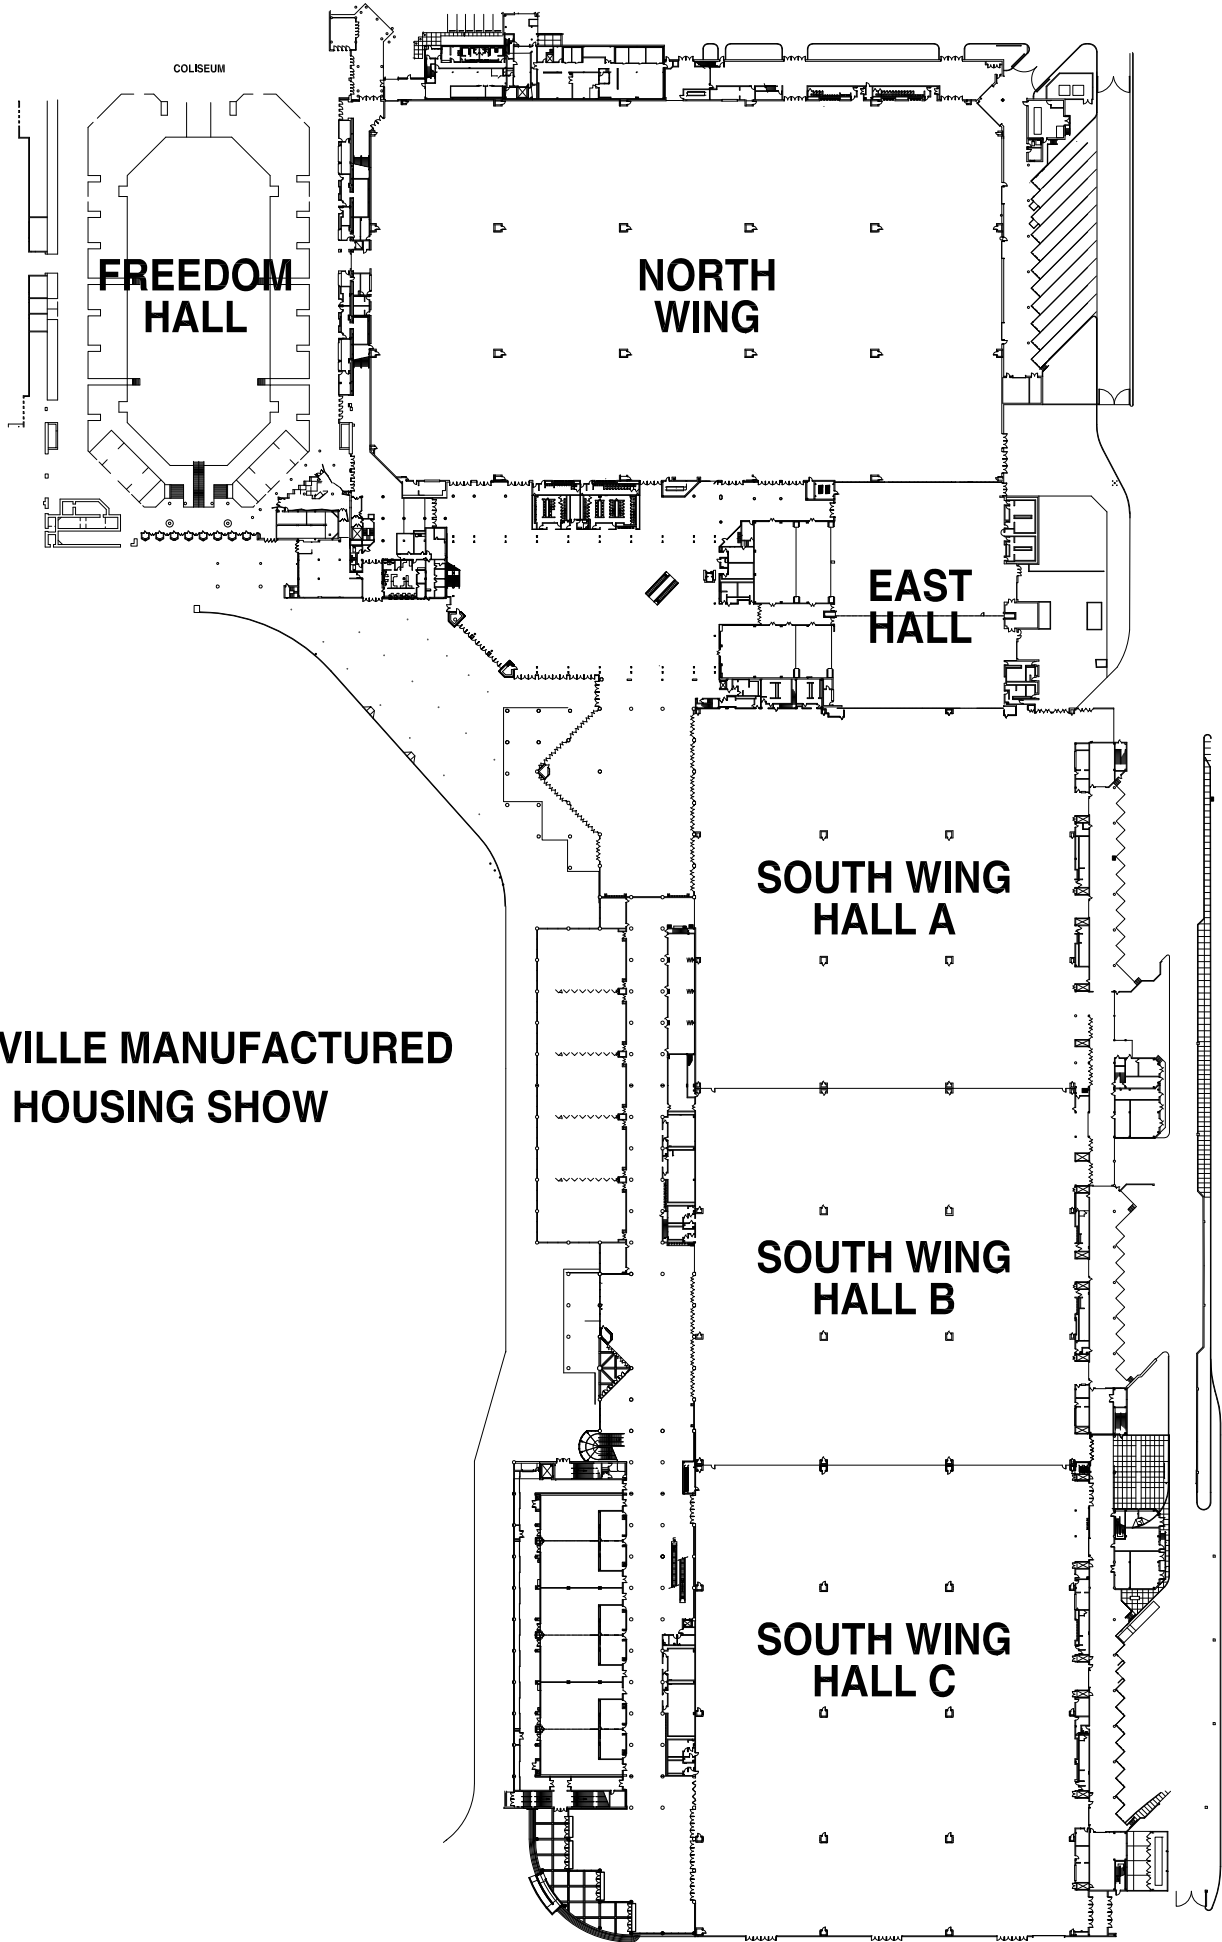 COLISEUM
FREEDOM
HALL
NORTH
WING
EAST
HALL
SOUTH WING
HALL A
VILLE MANUFACTURED
HOUSING SHOW
SOUTH WING
HALL B
SOUTH WING
HALL C